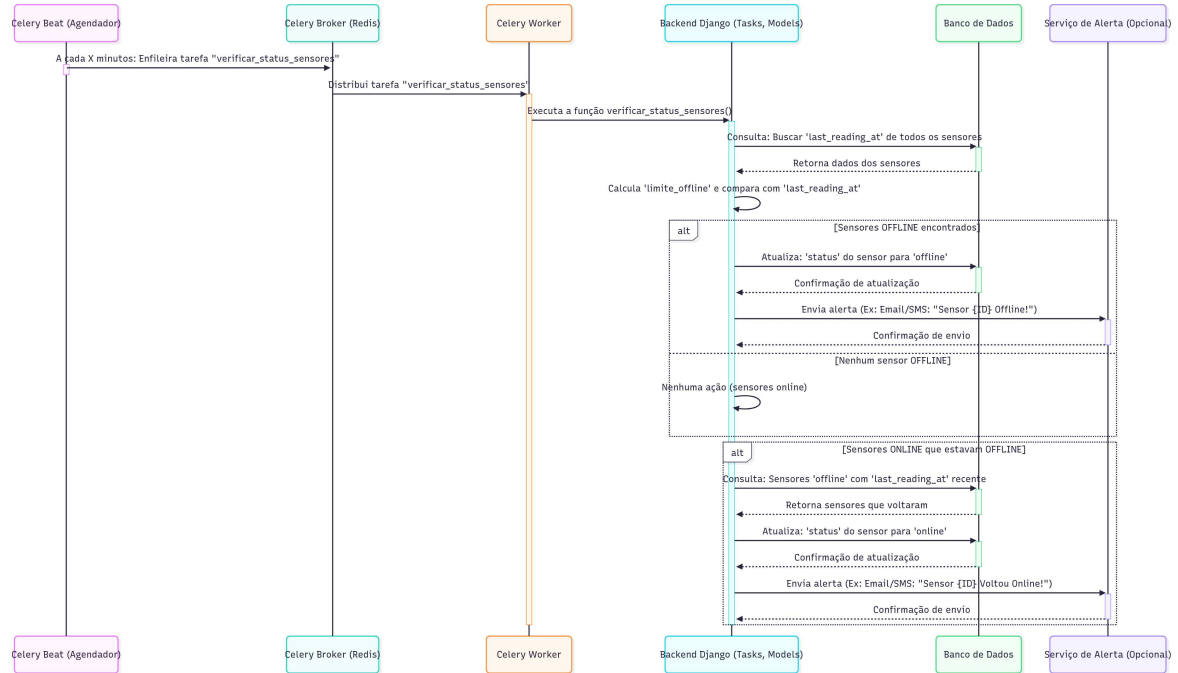 Celery Beat (Agendador)
Celery Broker (Redis)
Celery Worker
Backend Django (Tasks, Models)
Banco de Dados
Serviço de Alerta (Opcional)
A cada X minutos: Enfileira tarefa "verificar_status_sensores"
Distribui tarefa "verificar_status_sensores"
Executa a função verificar_status_sensores()
Consulta: Buscar 'last_reading_at' de todos os sensores
Retorna dados dos sensores
Calcula 'limite_offline' e compara com 'last_reading_at'
alt
[Sensores OFFLINE encontrados]
Atualiza: 'status' do sensor para 'offline'
Confirmação de atualização
Envia alerta (Ex: Email/SMS: "Sensor {ID} Offline!")
Confirmação de envio
[Nenhum sensor OFFLINE]
Nenhuma ação (sensores online)
alt
[Sensores ONLINE que estavam OFFLINE]
Consulta: Sensores 'offline' com 'last_reading_at' recente
Retorna sensores que voltaram
Atualiza: 'status' do sensor para 'online'
Confirmação de atualização
Envia alerta (Ex: Email/SMS: "Sensor {ID} Voltou Online!")
Confirmação de envio
Celery Beat (Agendador)
Celery Broker (Redis)
Celery Worker
Backend Django (Tasks, Models)
Banco de Dados
Serviço de Alerta (Opcional)